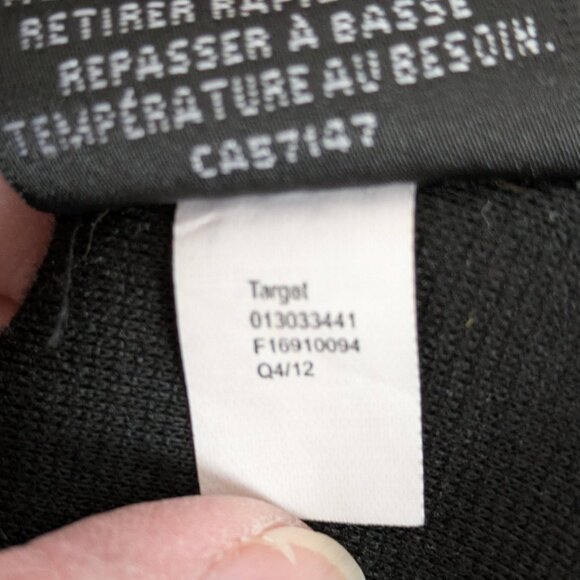 RETIRER RAPI
REPASSER À BASSE
TEMPÉRATURE AU BESOIN.
CA57147
Target
013033441
F16910094
Q4/12